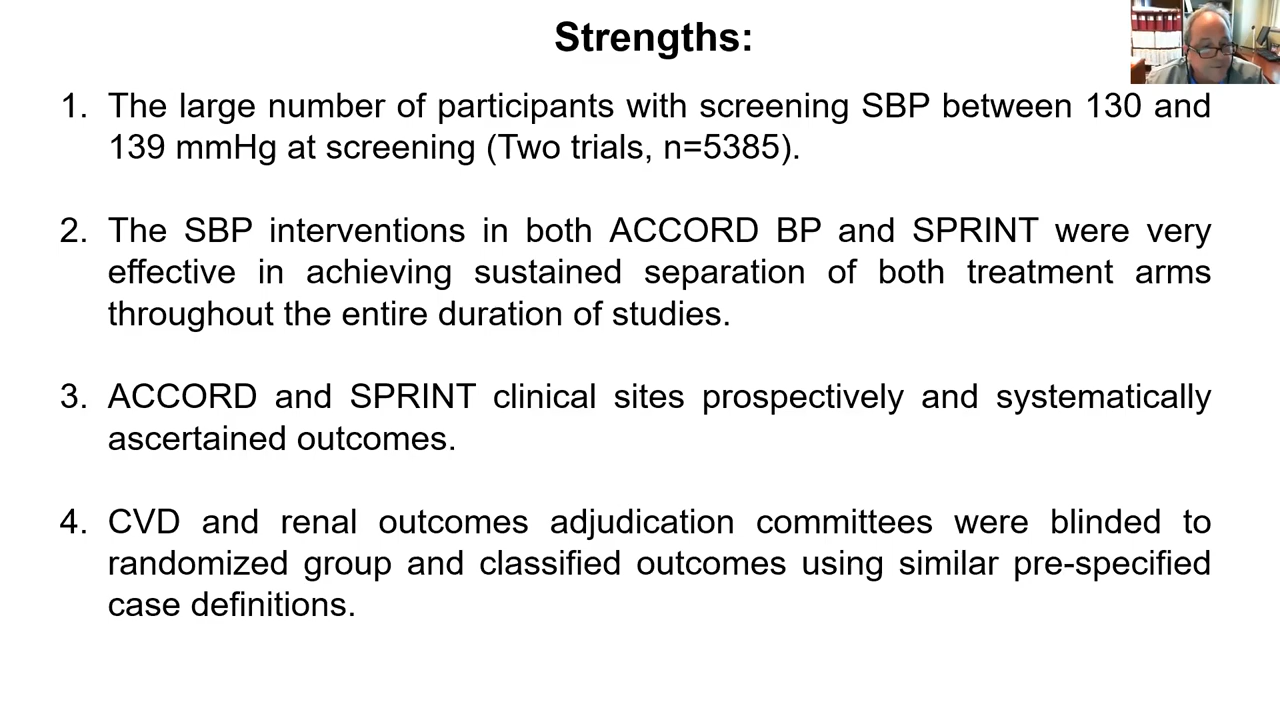 Strengths:
1. The large number of participants with screening SBP between 130 and
139 mmHg at screening (Two trials, n=5385).
2. The SBP interventions in both ACCORD BP and SPRINT were very
effective in achieving sustained separation of both treatment arms
throughout the entire duration of studies.
3. ACCORD and SPRINT clinical sites prospectively and systematically
ascertained outcomes.
4. CVD and renal outcomes adjudication committees were blinded to
randomized group and classified outcomes using similar pre-specified
case definitions.